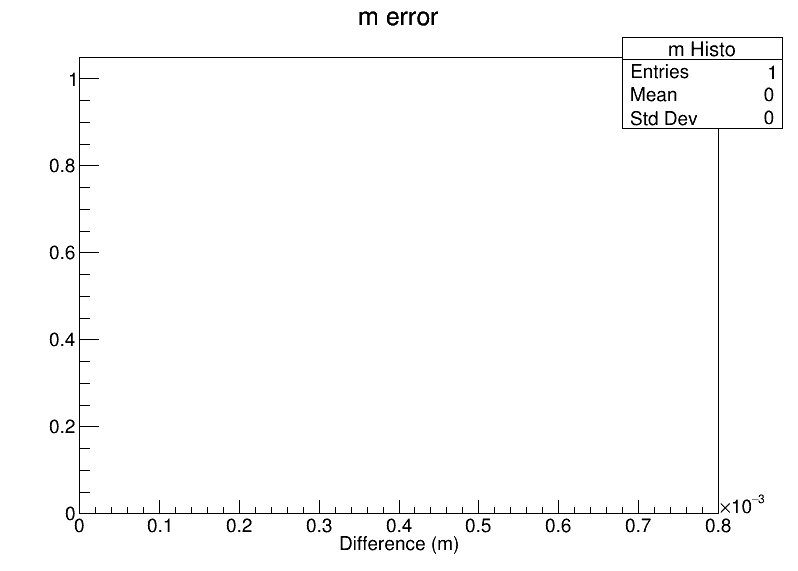 m error
m Histo
Entries 1
Mean 0
Std Dev 0
1
0.8
0.6
0.4
0.2
0
0 0.1 0.2 0.3 0.4 0.5 0.6 0.7 0.8
×10⁻³
Difference (m)